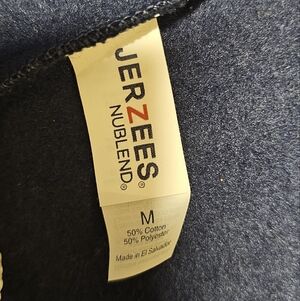 JERZEES®
NUBLEND®
M
50% Cotton
50% Polyester
Made in El Salvador